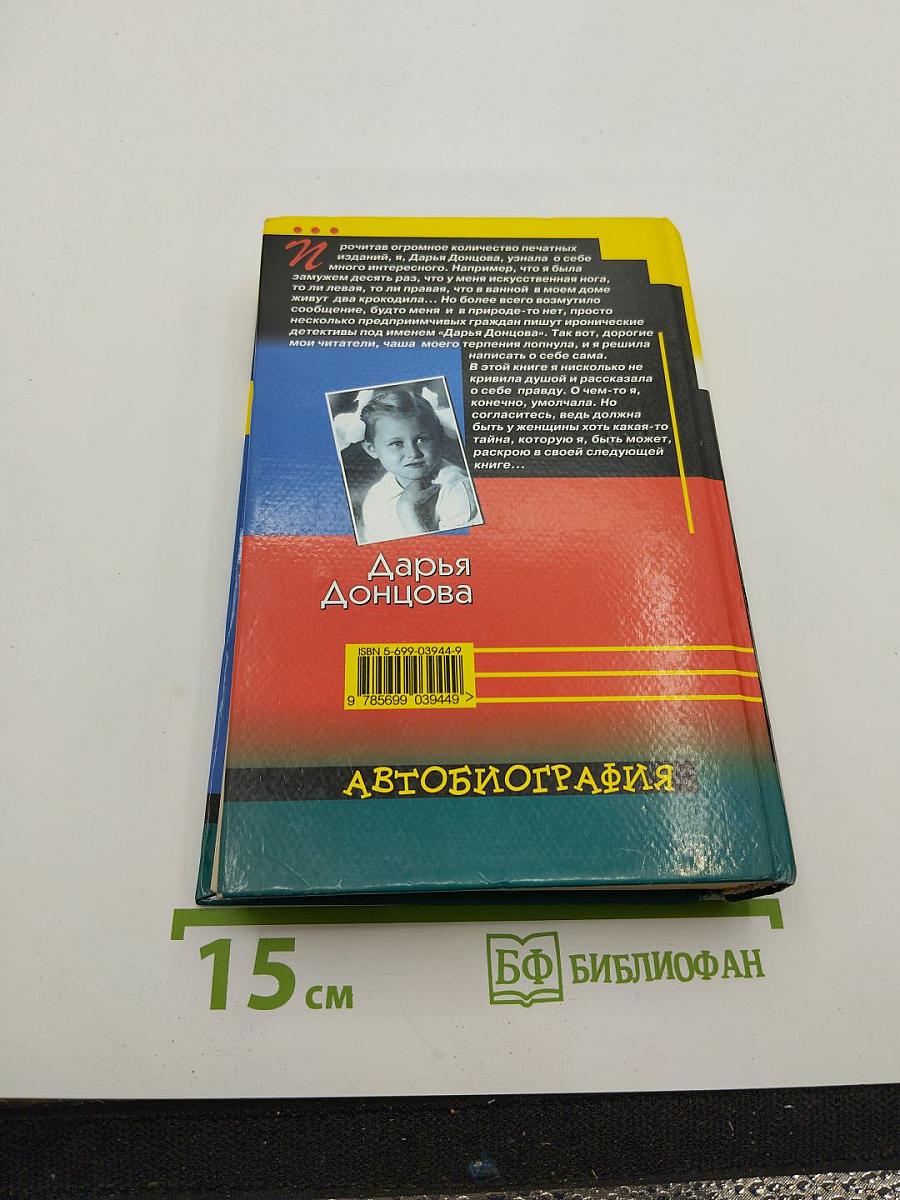 Прочитав огромное количество печатных
изданий, я, Дарья Донцова, узнала о себе
много интересного. Например, что я была
замужем десять раз, что у меня искусственная нога,
то ли левая, то ли правая, что в ванной в моем доме
живут два крокодила... Но более всего возмутило
сообщение, будто меня и в природе-то нет, просто
несколько предприимчивых граждан пишут иронические
детективы под именем «Дарья Донцова». Так вот, дорогие
мои читатели, чаша моего терпения лопнула, и я решила
написать о себе сама.
В этой книге я нисколько не
кривила душой и рассказала
о себе правду. О чем-то я,
конечно, умолчала. Но
согласитесь, ведь должна
быть у женщины хоть какая-то
тайна, которую я, быть может,
раскрою в своей следующей
книге...
Дарья
Донцова
ISBN 5-699-03944-9
9 785699 039449 >
АВТОБИОГРАФИЯ
15 см
БФ БИБЛИОФАН